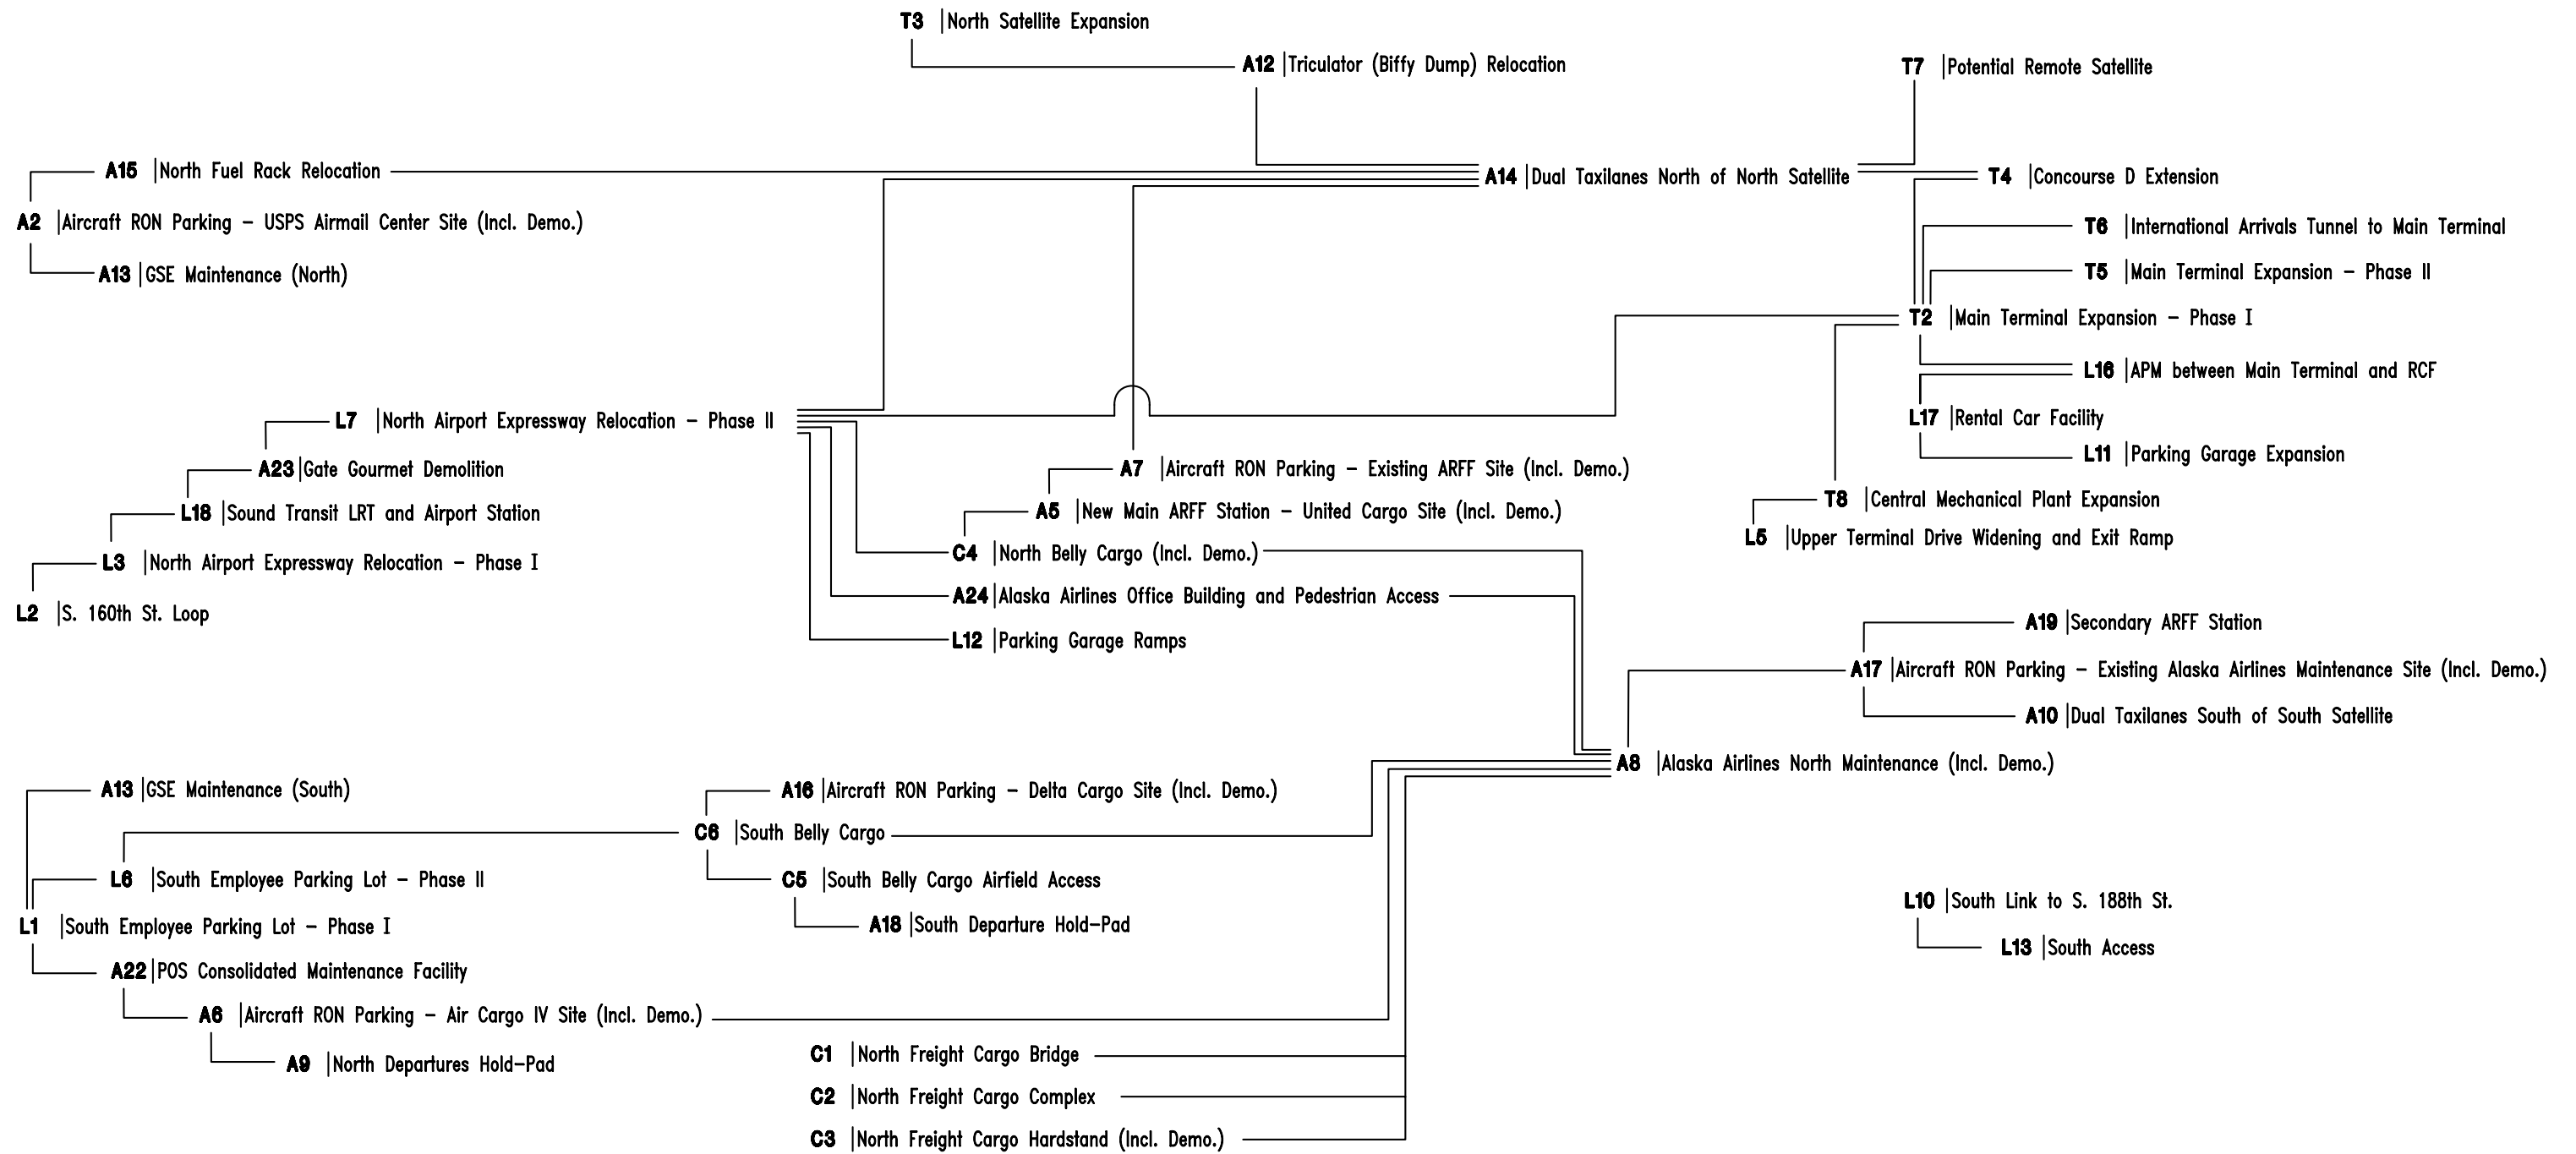 T3 North Satellite Expansion
A12 Triculator (Biffy Dump) Relocation
T7 Potential Remote Satellite
A15 North Fuel Rack Relocation
A14 Dual Taxilanes North of North Satellite
T4 Concourse D Extension
A2 Aircraft RON Parking - USPS Airmail Center Site (Incl. Demo.)
T6 International Arrivals Tunnel to Main Terminal
A13 GSE Maintenance (North)
T5 Main Terminal Expansion - Phase II
T2 Main Terminal Expansion - Phase I
L16 APM between Main Terminal and RCF
L7 North Airport Expressway Relocation - Phase II
L17 Rental Car Facility
A23 Gate Gourmet Demolition
A7 Aircraft RON Parking - Existing ARFF Site (Incl. Demo.)
L11 Parking Garage Expansion
L18 Sound Transit LRT and Airport Station
A5 New Main ARFF Station - United Cargo Site (Incl. Demo.)
T8 Central Mechanical Plant Expansion
L5 Upper Terminal Drive Widening and Exit Ramp
L3 North Airport Expressway Relocation - Phase I
C4 North Belly Cargo (Incl. Demo.)
A24 Alaska Airlines Office Building and Pedestrian Access
L2 S. 160th St. Loop
L12 Parking Garage Ramps
A19 Secondary ARFF Station
A17 Aircraft RON Parking - Existing Alaska Airlines Maintenance Site (Incl. Demo.)
A10 Dual Taxilanes South of South Satellite
A8 Alaska Airlines North Maintenance (Incl. Demo.)
A13 GSE Maintenance (South)
A16 Aircraft RON Parking - Delta Cargo Site (Incl. Demo.)
C6 South Belly Cargo
L6 South Employee Parking Lot - Phase II
C5 South Belly Cargo Airfield Access
L10 South Link to S. 188th St.
L1 South Employee Parking Lot - Phase I
A18 South Departure Hold-Pad
L13 South Access
A22 POS Consolidated Maintenance Facility
A6 Aircraft RON Parking - Air Cargo IV Site (Incl. Demo.)
A9 North Departures Hold-Pad
C1 North Freight Cargo Bridge
C2 North Freight Cargo Complex
C3 North Freight Cargo Hardstand (Incl. Demo.)